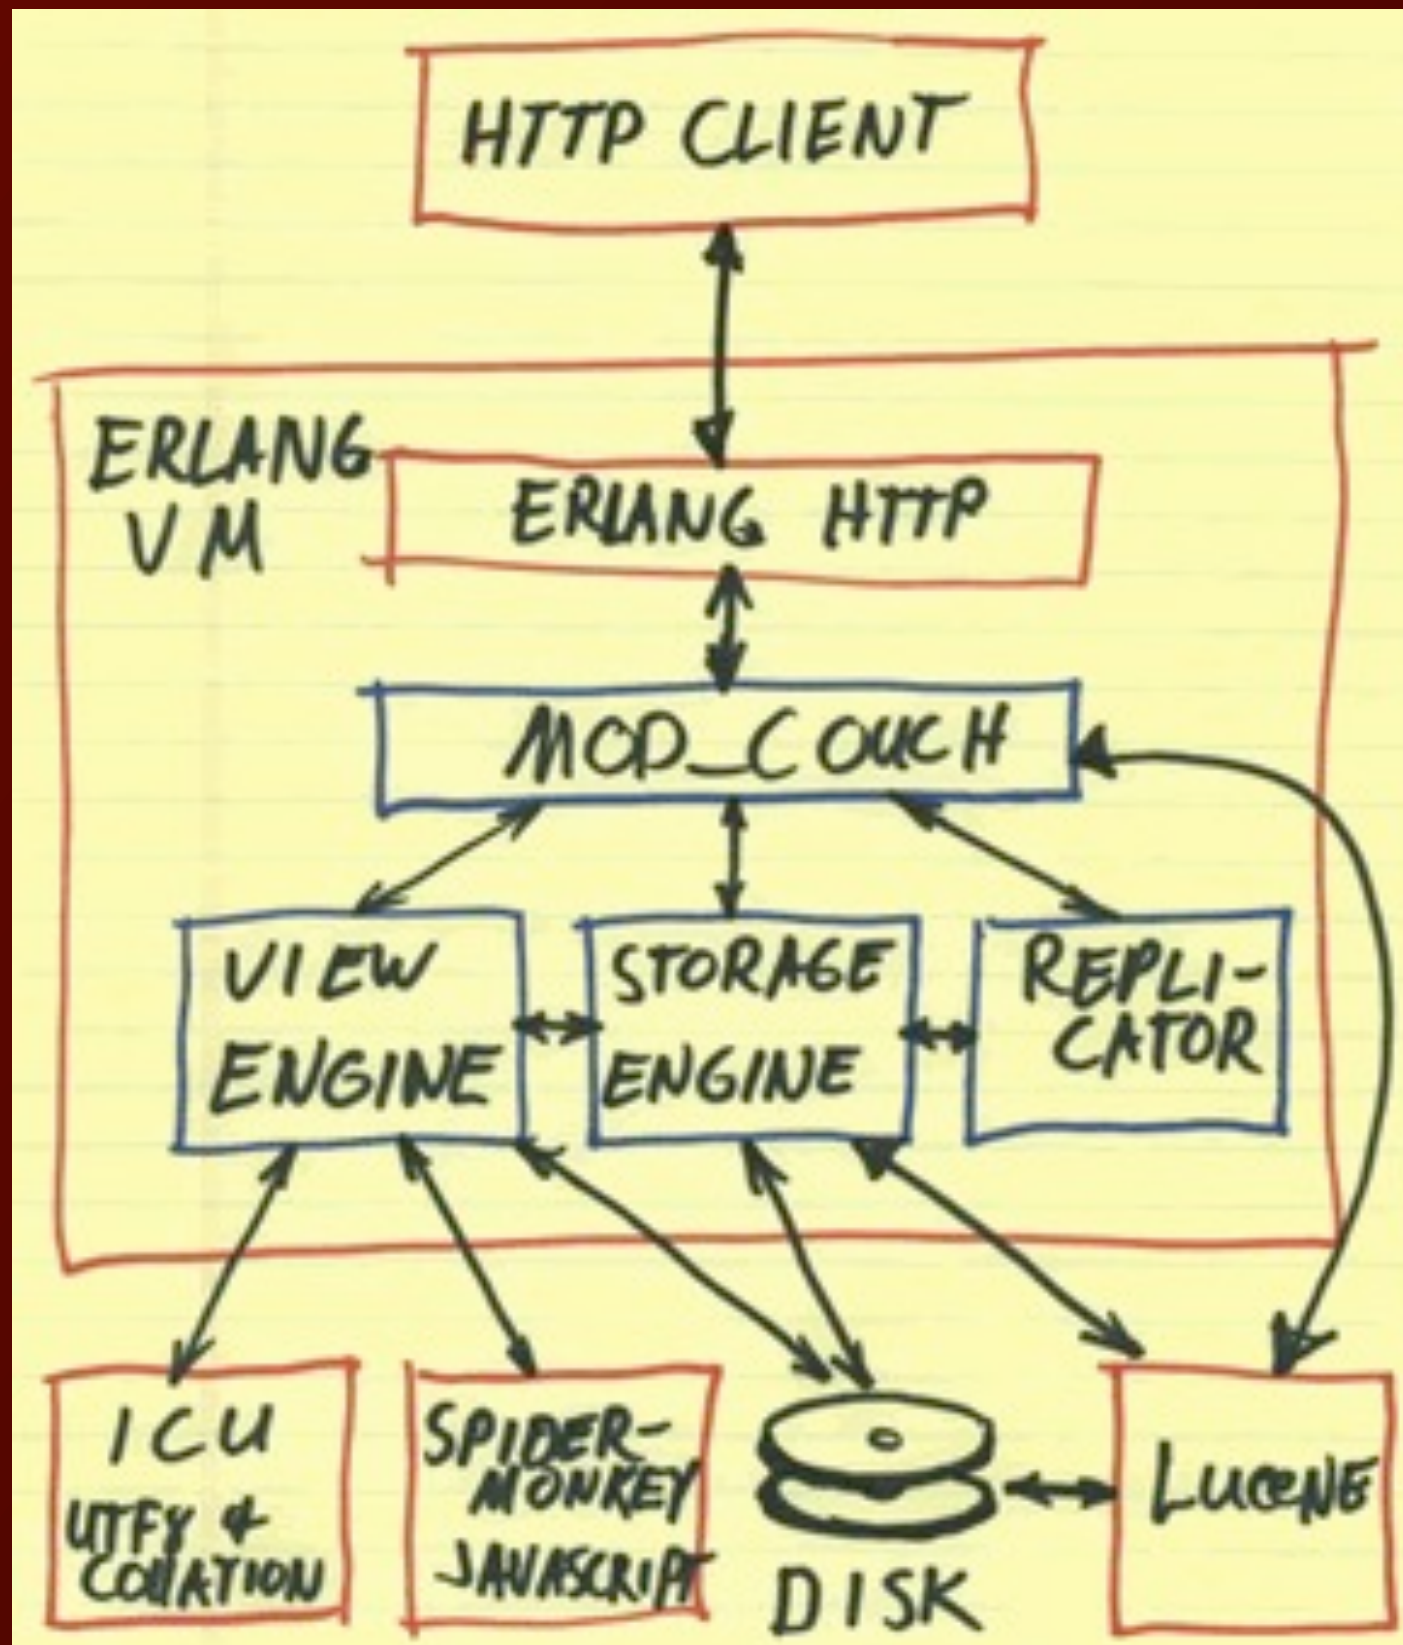 HTTP CLIENT
ERLANG
VM
ERLANG HTTP
MOD_COUCH
VIEW
ENGINE
STORAGE
ENGINE
REPLI-
CATOR
ICU
UTF8 &
COLLATION
SPIDER-
MONKEY
JAVASCRIPT
DISK
LUCENE